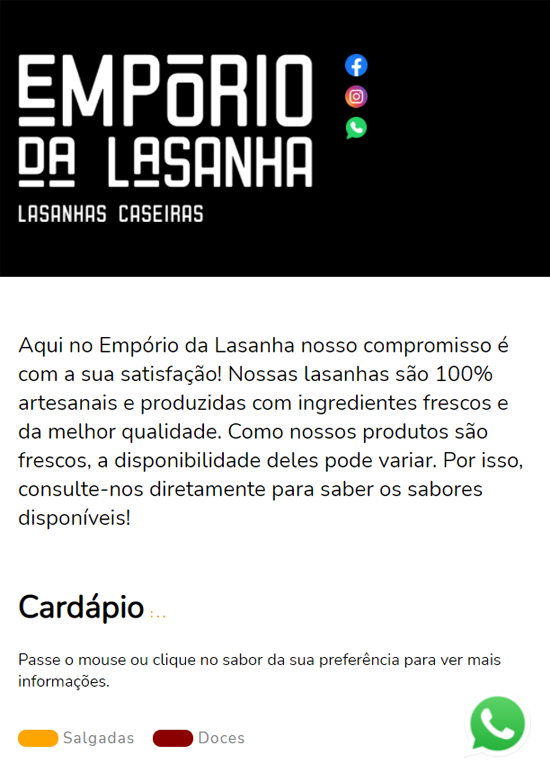 EMPÓRIO
DA LASANHA
LASANHAS CASEIRAS
Aqui no Empório da Lasanha nosso compromisso é
com a sua satisfação! Nossas lasanhas são 100%
artesanais e produzidas com ingredientes frescos e
da melhor qualidade. Como nossos produtos são
frescos, a disponibilidade deles pode variar. Por isso,
consulte-nos diretamente para saber os sabores
disponíveis!
Cardápio :..
Passe o mouse ou clique no sabor da sua preferência para ver mais
informações.
Salgadas Doces